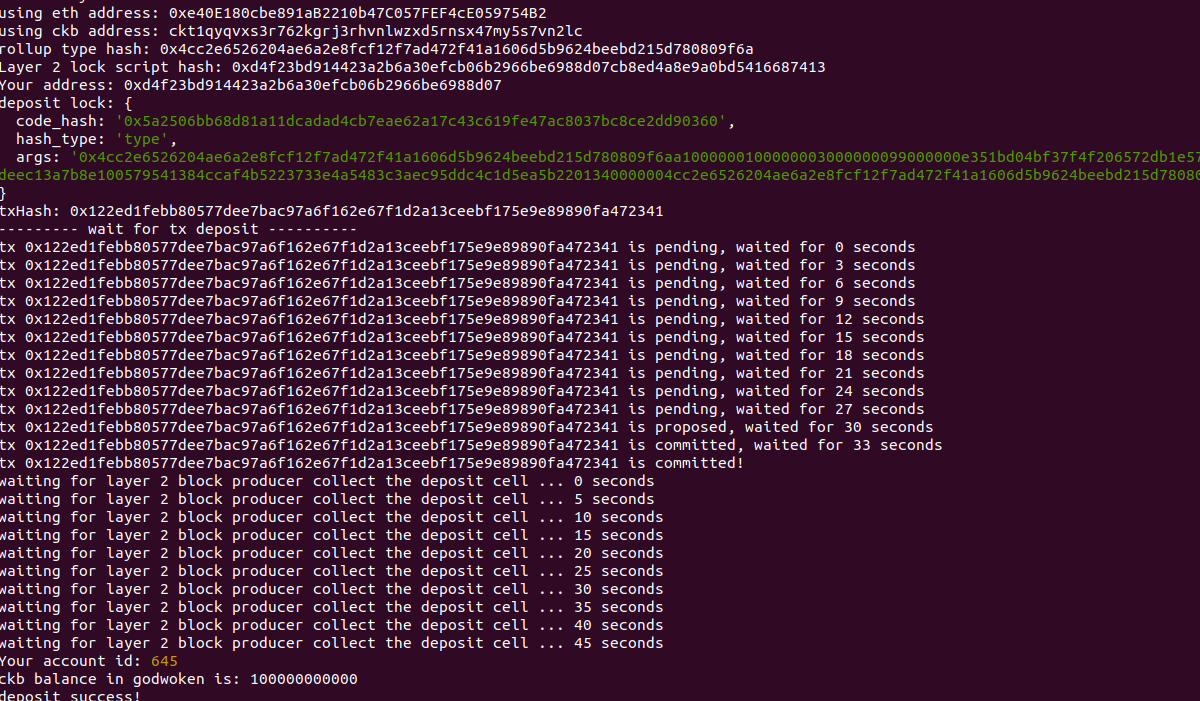 using eth address: 0xe40E180cbe891aB2210b47C057FEF4cE059754B2
using ckb address: ckt1qyqvxs3r762kgrj3rhvnlwzxd5rnsx47my5s7vn2lc
rollup type hash: 0x4cc2e6526204ae6a2e8fcf12f7ad472f41a1606d5b9624beebd215d780809f6a
Layer 2 lock script hash: 0xd4f23bd914423a2b6a30efcb06b2966be6988d07cb8ed4a8e9a0bd5416687413
Your address: 0xd4f23bd914423a2b6a30efcb06b2966be6988d07
deposit lock: {
code_hash: '0x5a2506bb68d81a11dcadad4cb7eae62a17c43c619fe47ac8037bc8ce2dd90360',
hash_type: 'type',
args: '0x4cc2e6526204ae6a2e8fcf12f7ad472f41a1606d5b9624beebd215d780809f6aa10000001000000030000000099000000e351bd04bf37f4f206572db1e57
deec13a7b8e100579541384ccaf4b5223733e4a5483c3aec95ddc4c1d5ea5b2201340000004cc2e6526204ae6a2e8fcf12f7ad472f41a1606d5b9624beebd215d7808
}
txHash: 0x122ed1febb80577dee7bac97a6f162e67f1d2a13ceebf175e9e89890fa472341
--------- wait for tx deposit ----------
tx 0x122ed1febb80577dee7bac97a6f162e67f1d2a13ceebf175e9e89890fa472341 is pending, waited for 0 seconds
tx 0x122ed1febb80577dee7bac97a6f162e67f1d2a13ceebf175e9e89890fa472341 is pending, waited for 3 seconds
tx 0x122ed1febb80577dee7bac97a6f162e67f1d2a13ceebf175e9e89890fa472341 is pending, waited for 6 seconds
tx 0x122ed1febb80577dee7bac97a6f162e67f1d2a13ceebf175e9e89890fa472341 is pending, waited for 9 seconds
tx 0x122ed1febb80577dee7bac97a6f162e67f1d2a13ceebf175e9e89890fa472341 is pending, waited for 12 seconds
tx 0x122ed1febb80577dee7bac97a6f162e67f1d2a13ceebf175e9e89890fa472341 is pending, waited for 15 seconds
tx 0x122ed1febb80577dee7bac97a6f162e67f1d2a13ceebf175e9e89890fa472341 is pending, waited for 18 seconds
tx 0x122ed1febb80577dee7bac97a6f162e67f1d2a13ceebf175e9e89890fa472341 is pending, waited for 21 seconds
tx 0x122ed1febb80577dee7bac97a6f162e67f1d2a13ceebf175e9e89890fa472341 is pending, waited for 24 seconds
tx 0x122ed1febb80577dee7bac97a6f162e67f1d2a13ceebf175e9e89890fa472341 is pending, waited for 27 seconds
tx 0x122ed1febb80577dee7bac97a6f162e67f1d2a13ceebf175e9e89890fa472341 is proposed, waited for 30 seconds
tx 0x122ed1febb80577dee7bac97a6f162e67f1d2a13ceebf175e9e89890fa472341 is committed, waited for 33 seconds
tx 0x122ed1febb80577dee7bac97a6f162e67f1d2a13ceebf175e9e89890fa472341 is committed!
waiting for layer 2 block producer collect the deposit cell ... 0 seconds
waiting for layer 2 block producer collect the deposit cell ... 5 seconds
waiting for layer 2 block producer collect the deposit cell ... 10 seconds
waiting for layer 2 block producer collect the deposit cell ... 15 seconds
waiting for layer 2 block producer collect the deposit cell ... 20 seconds
waiting for layer 2 block producer collect the deposit cell ... 25 seconds
waiting for layer 2 block producer collect the deposit cell ... 30 seconds
waiting for layer 2 block producer collect the deposit cell ... 35 seconds
waiting for layer 2 block producer collect the deposit cell ... 40 seconds
waiting for layer 2 block producer collect the deposit cell ... 45 seconds
Your account id: 645
ckb balance in godwoken is: 100000000000
deposit success!